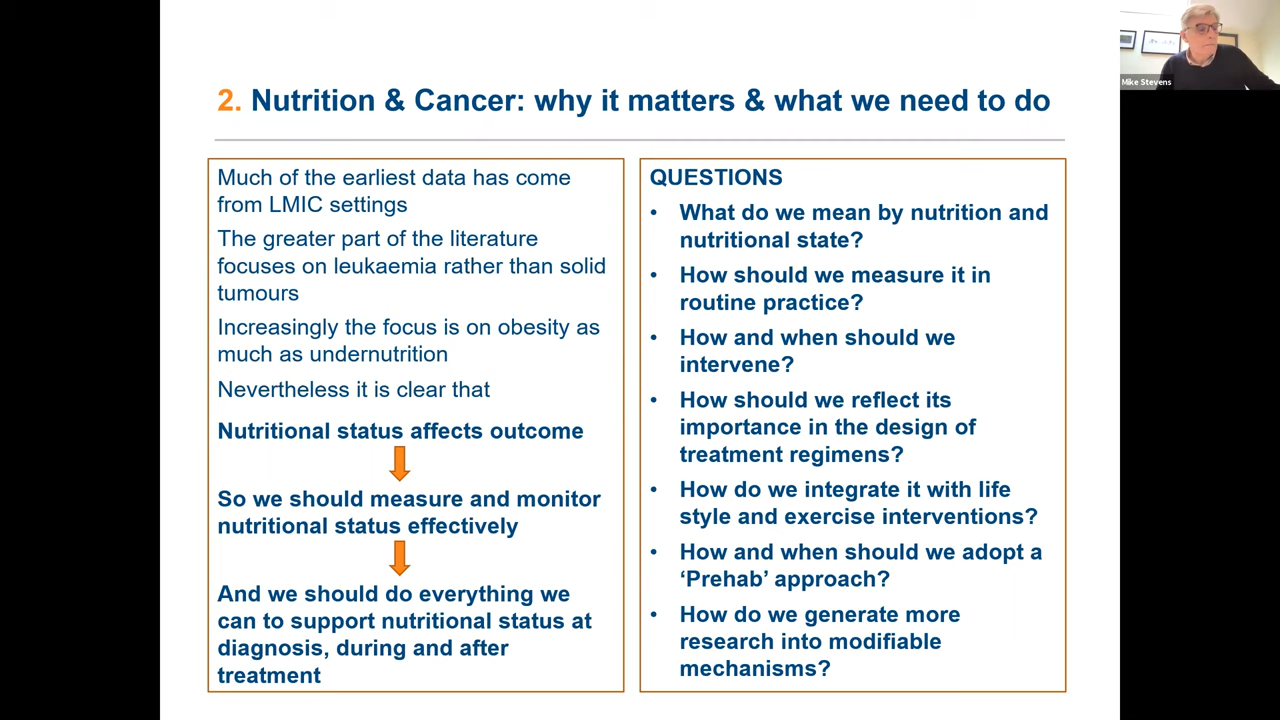 2. Nutrition & Cancer: why it matters & what we need to do
Much of the earliest data has come
from LMIC settings
The greater part of the literature
focuses on leukaemia rather than solid
tumours
Increasingly the focus is on obesity as
much as undernutrition
Nevertheless it is clear that
Nutritional status affects outcome
So we should measure and monitor
nutritional status effectively
And we should do everything we
can to support nutritional status at
diagnosis, during and after
treatment
QUESTIONS
• What do we mean by nutrition and
nutritional state?
• How should we measure it in
routine practice?
• How and when should we
intervene?
• How should we reflect its
importance in the design of
treatment regimens?
• How do we integrate it with life
style and exercise interventions?
• How and when should we adopt a
‘Prehab’ approach?
• How do we generate more
research into modifiable
mechanisms?
Mike Stevens